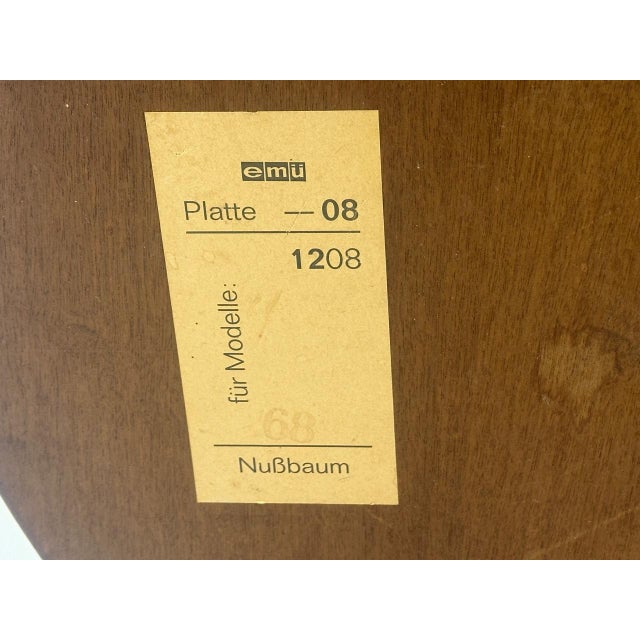 emü
Platte — 08
1208
für Modelle:
68
Nußbaum